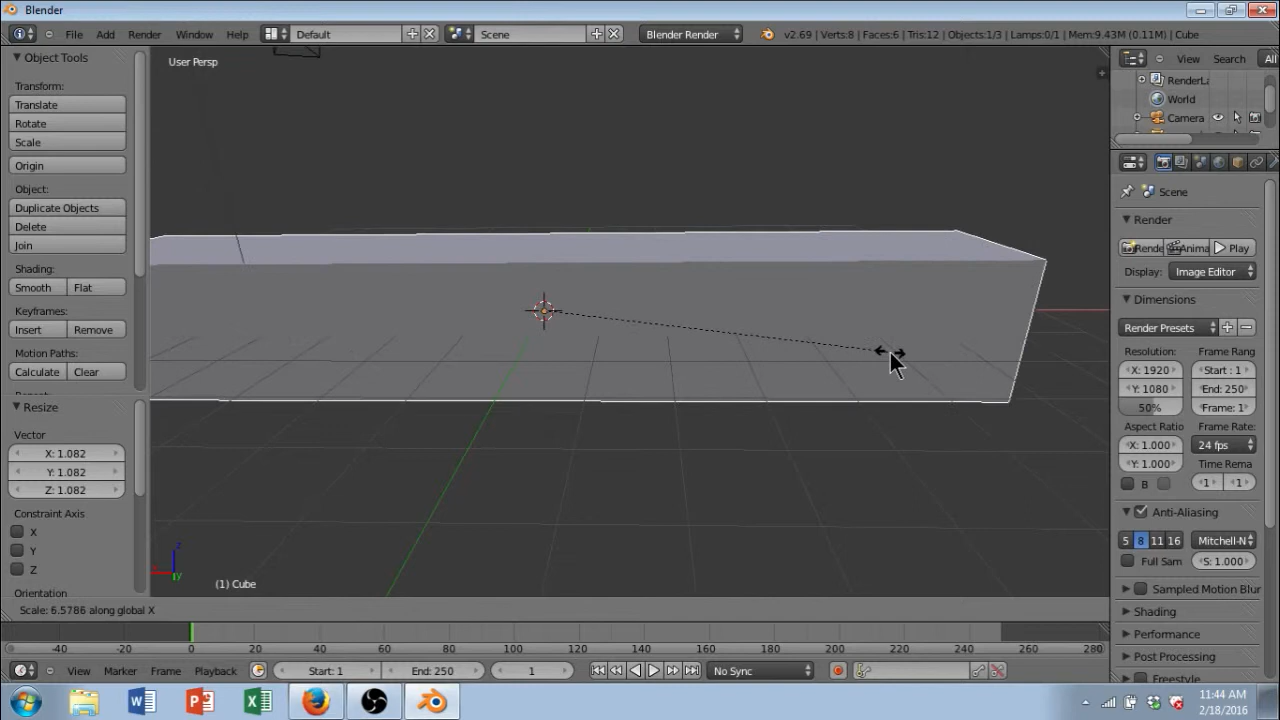 Blender
File Add Render Window Help Default Scene Blender Render v2.69 | Verts:8 | Faces:6 | Tris:12 | Objects:1/3 | Lamps:0/1 | Mem:9.43M (0.11M) | Cube
Object Tools
Transform:
Translate
Rotate
Scale
Origin
Object:
Duplicate Objects
Delete
Join
Shading:
Smooth Flat
Keyframes:
Insert Remove
Motion Paths:
Calculate Clear
Resize
Vector
X: 1.082
Y: 1.082
Z: 1.082
Constraint Axis
X
Y
Z
Orientation
User Persp
z
y
(1) Cube
Scale: 6.5786 along global X
View Search All
RenderLa
World
Camera
Scene
Render
Rende Anima Play
Display: Image Editor
Dimensions
Render Presets
Resolution: Frame Rang
X: 1920 Start : 1
Y: 1080 End: 250
50% Frame: 1
Aspect Ratio Frame Rate:
X: 1.000 24 fps
Y: 1.000 Time Rema
B 1 1
Anti-Aliasing
5 8 11 16 Mitchell-N
Full Sam S: 1.000
Sampled Motion Blur
Shading
Performance
Post Processing
Freestyle
-40 -20 0 20 40 60 80 100 120 140 160 180 200 220 240 260 280
View Marker Frame Playback Start: 1 End: 250 1 No Sync
11:44 AM
2/18/2016